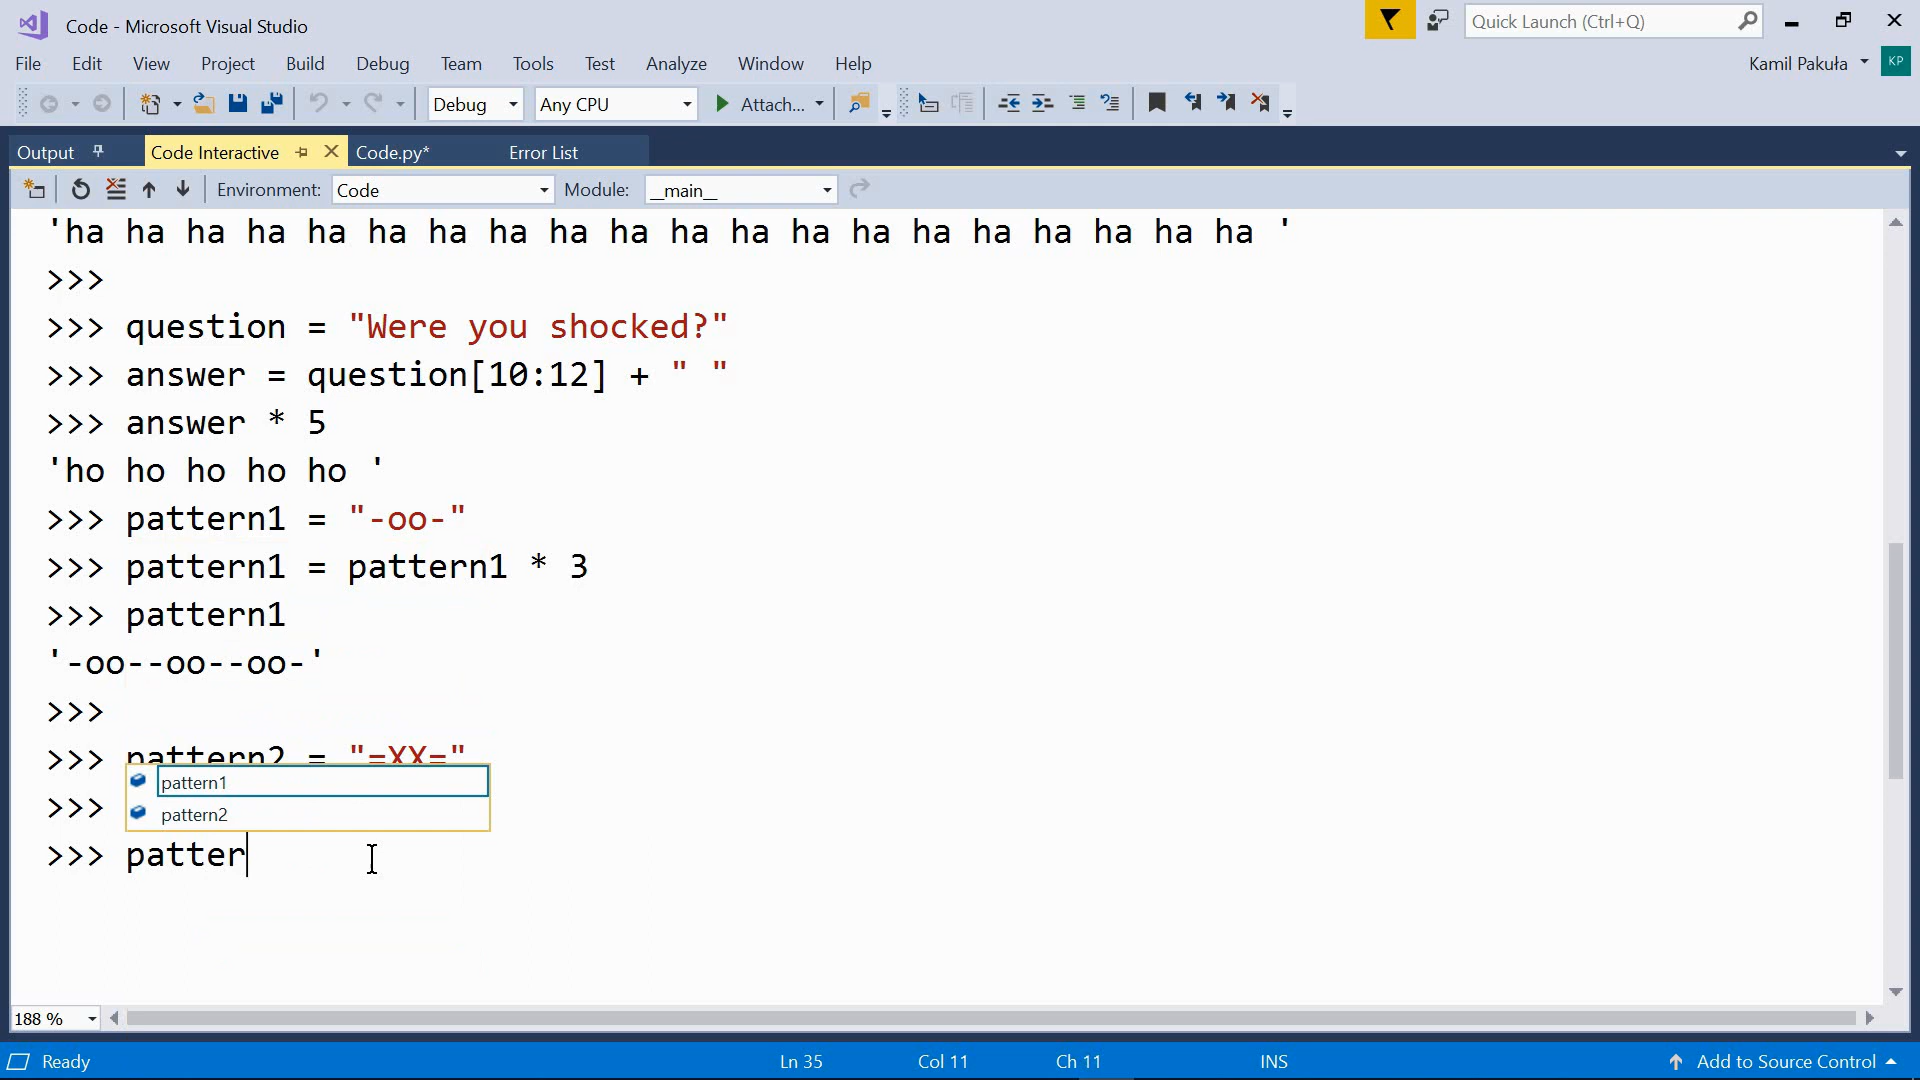 Code - Microsoft Visual Studio
Quick Launch (Ctrl+Q)
File Edit View Project Build Debug Team Tools Test Analyze Window Help
Kamil Pakuła KP
Debug Any CPU Attach...
Output Code Interactive Code.py* Error List
Environment: Code Module: __main__
'ha ha ha ha ha ha ha ha ha ha ha ha ha ha ha ha ha ha ha ha '
>>>
>>> question = "Were you shocked?"
>>> answer = question[10:12] + " "
>>> answer * 5
'ho ho ho ho ho '
>>> pattern1 = "-oo-"
>>> pattern1 = pattern1 * 3
>>> pattern1
'-oo--oo--oo-'
>>>
>>> pattern2 = "=XX="
pattern1
>>>
pattern2
>>> patter
188 %
Ready Ln 35 Col 11 Ch 11 INS Add to Source Control